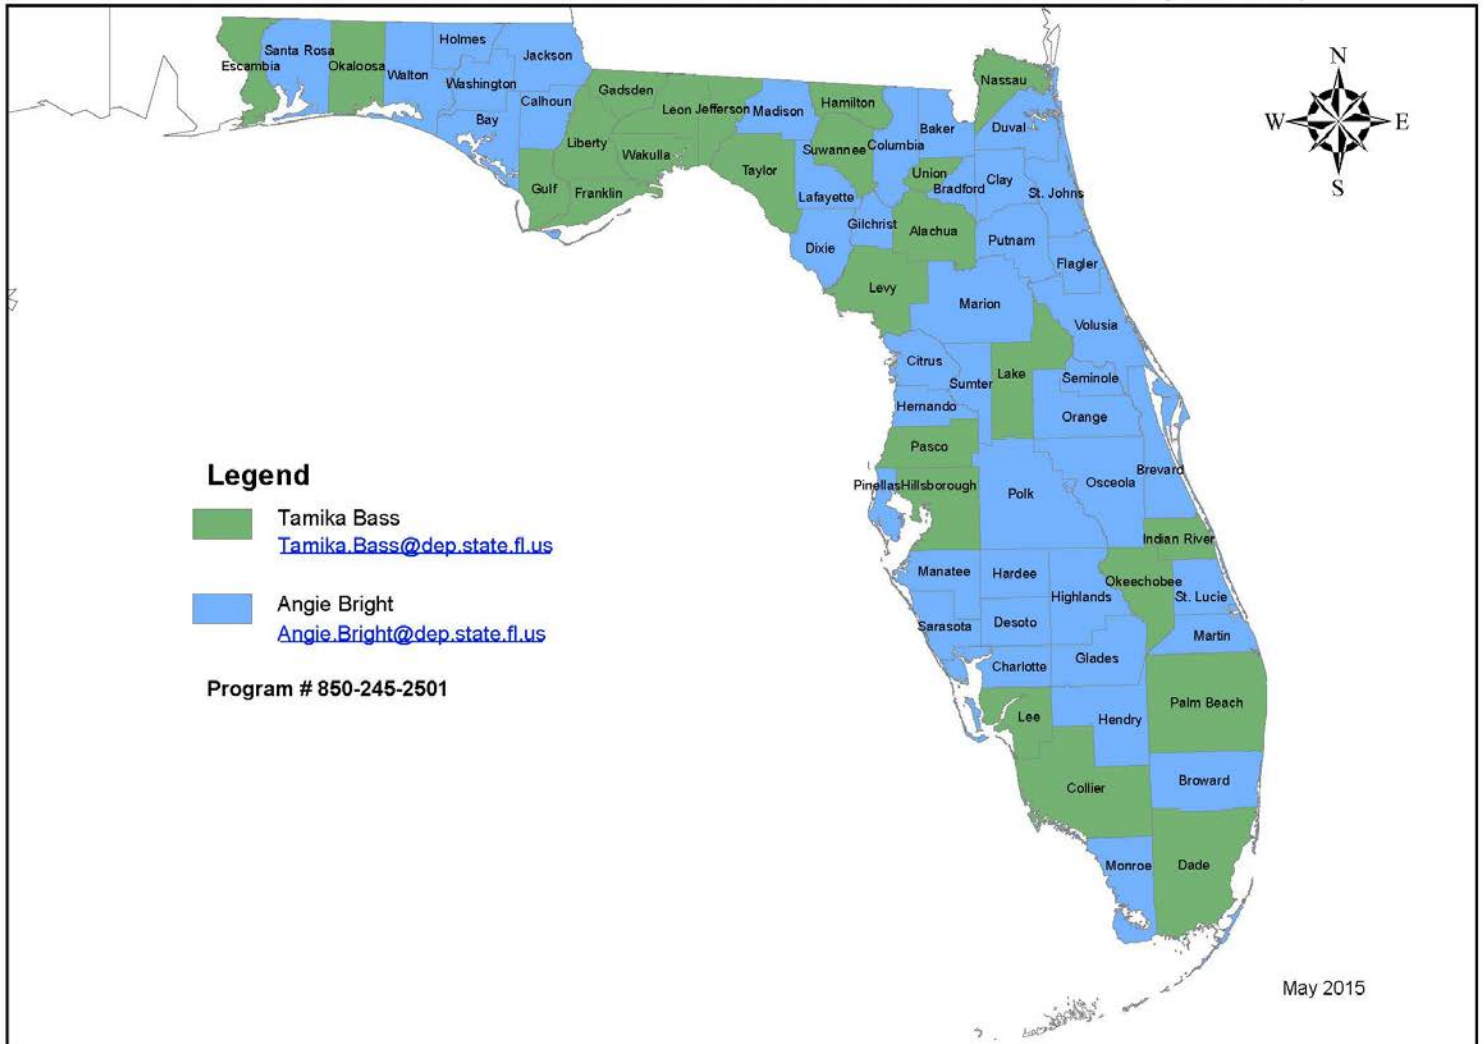 Holmes
Santa Rosa
Jackson
Escambia
Okaloosa
Walton
Washington
Calhoun
Bay
Gadsden
Leon
Jefferson
Madison
Hamilton
Nassau
Baker
Duval
Liberty
Wakulla
Suwannee
Columbia
Taylor
Union
Bradford
Clay
St. Johns
Gulf
Franklin
Lafayette
Gilchrist
Alachua
Putnam
Dixie
Flagler
Levy
Marion
Volusia
Citrus
Sumter
Lake
Seminole
Hernando
Orange
Pasco
Pinellas
Hillsborough
Polk
Osceola
Brevard
Indian River
Manatee
Hardee
Highlands
Okeechobee
St. Lucie
Sarasota
Desoto
Martin
Charlotte
Glades
Lee
Hendry
Palm Beach
Collier
Broward
Monroe
Dade
N
W
E
S
Legend
Tamika Bass
Tamika.Bass@dep.state.fl.us
Angie Bright
Angie.Bright@dep.state.fl.us
Program # 850-245-2501
May 2015